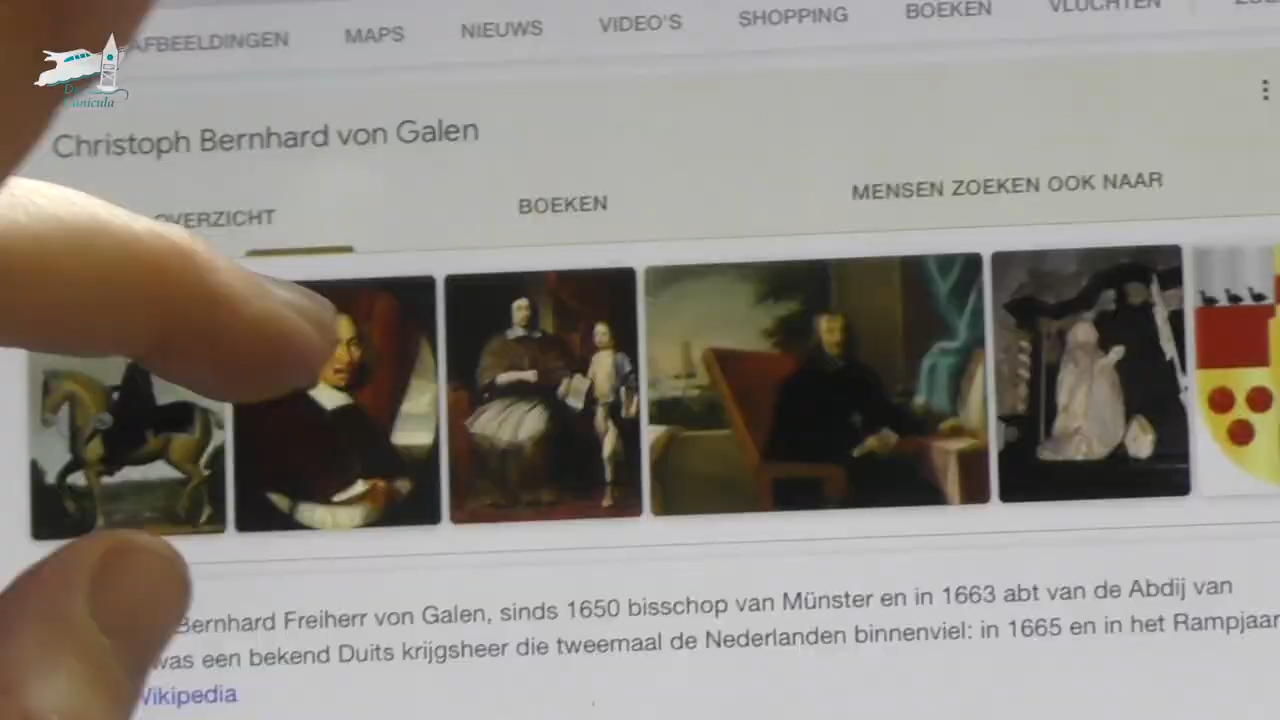 AFBEELDINGEN MAPS NIEUWS VIDEO'S SHOPPING BOEKEN VLUCHTEN
Canicula
Christoph Bernhard von Galen
OVERZICHT BOEKEN MENSEN ZOEKEN OOK NAAR
Bernhard Freiherr von Galen, sinds 1650 bisschop van Münster en in 1663 abt van de Abdij van
was een bekend Duits krijgsheer die tweemaal de Nederlanden binnenviel: in 1665 en in het Rampjaar
Wikipedia